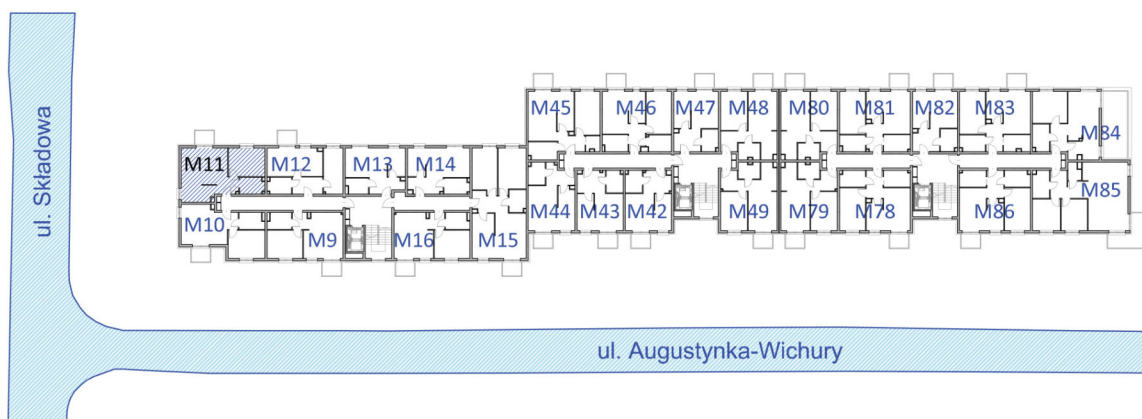 ul. Składowa
M45
M46
M47
M48
M80
M81
M82
M83
M84
M11
M12
M13
M14
M10
M9
M16
M15
M44
M43
M42
M49
M79
M78
M86
M85
ul. Augustynka-Wichury